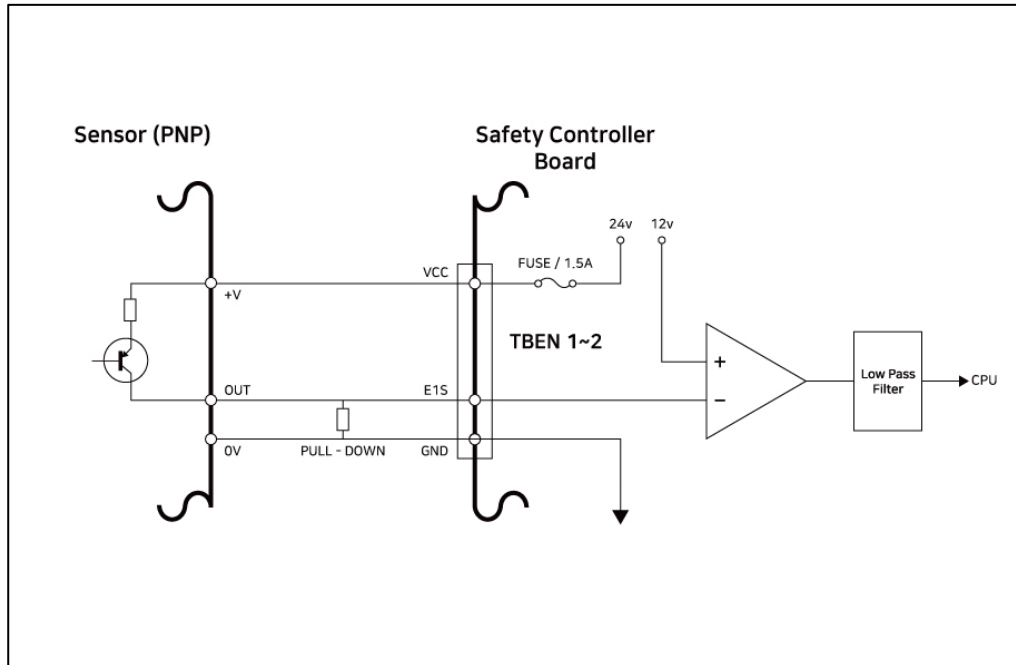 Sensor (PNP)
Safety Controller
Board
24v
12v
VCC
FUSE / 1.5A
+V
TBEN 1~2
+
Low Pass
Filter
CPU
OUT
E1S
−
0V
PULL - DOWN
GND